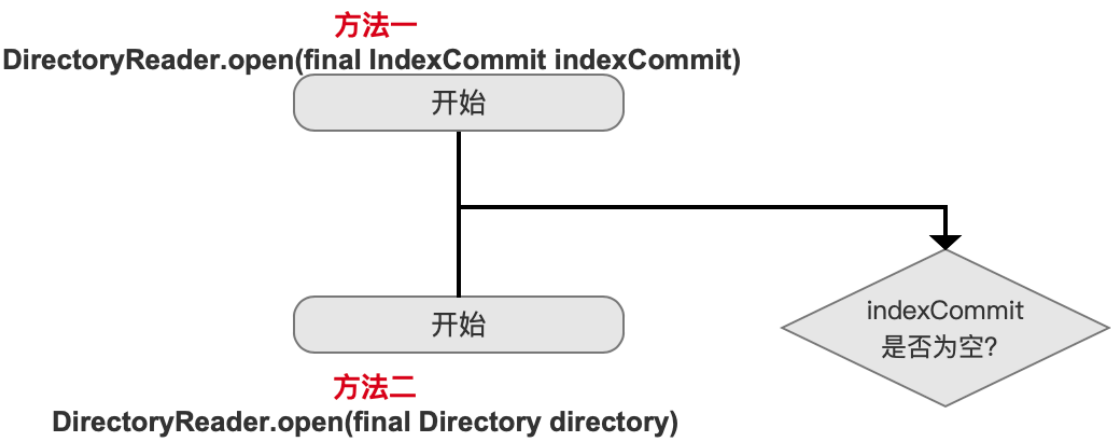 方法一
DirectoryReader.open(final IndexCommit indexCommit)
开始
indexCommit
是否为空?
开始
方法二
DirectoryReader.open(final Directory directory)